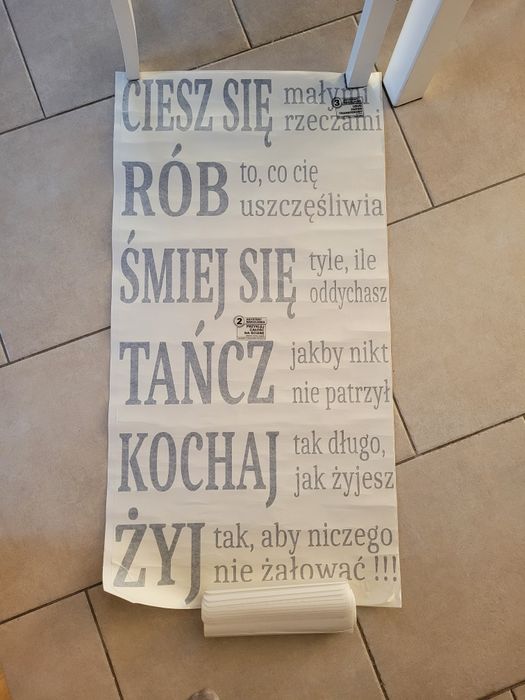 CIESZ SIĘ małymi
rzeczami
RÓB to, co cię
uszczęśliwia
ŚMIEJ SIĘ tyle, ile
oddychasz
2
TAŃCZ jakby nikt
nie patrzył
KOCHAJ tak długo,
jak żyjesz
ŻYJ tak, aby niczego
nie żałować !!!